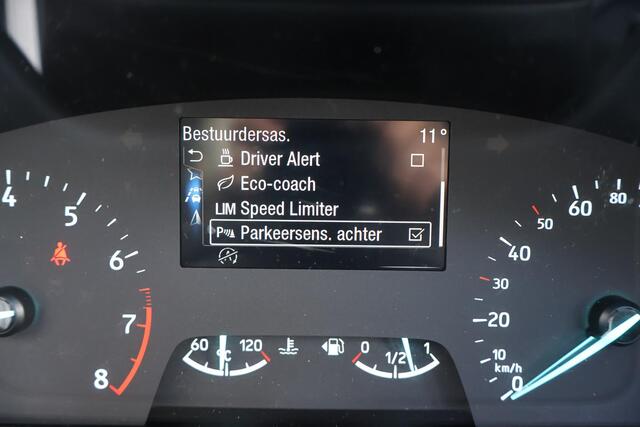 Bestuurdersas. 11°
Driver Alert
Eco-coach
LIM Speed Limiter
P Parkeersens. achter
4 5 6 7 8
60 120
°C
0 1/2 1
0 10 20 30 40 50 60 80
km/h